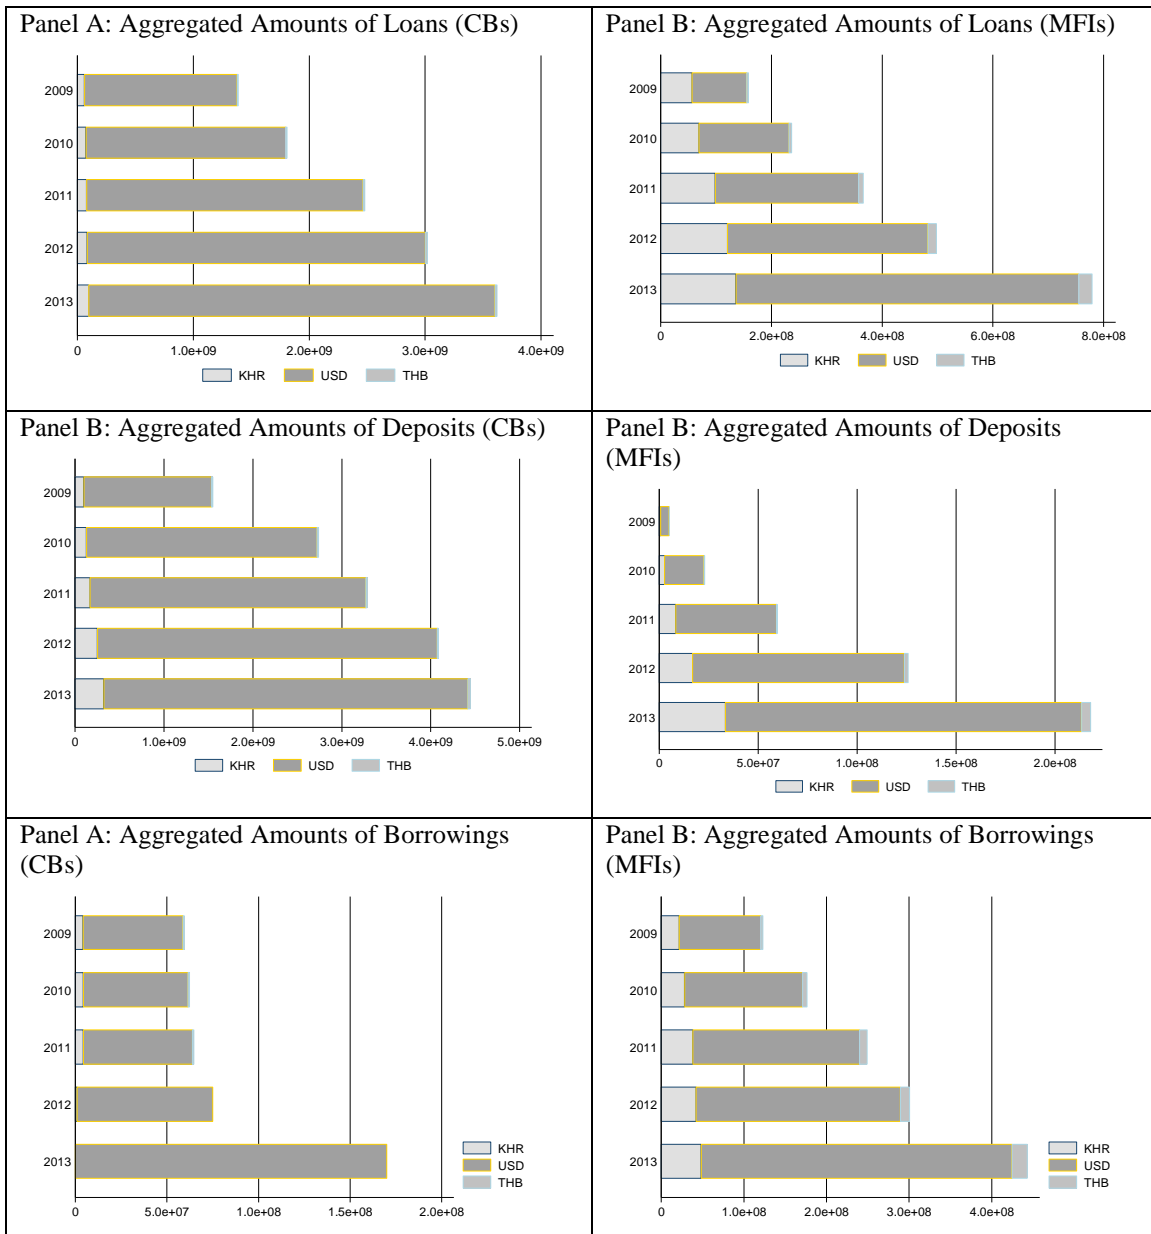 Panel A: Aggregated Amounts of Loans (CBs)
2009
2010
2011
2012
2013
0 1.0e+09 2.0e+09 3.0e+09 4.0e+09
KHR USD THB
Panel B: Aggregated Amounts of Loans (MFIs)
2009
2010
2011
2012
2013
0 2.0e+08 4.0e+08 6.0e+08 8.0e+08
KHR USD THB
Panel B: Aggregated Amounts of Deposits (CBs)
2009
2010
2011
2012
2013
0 1.0e+09 2.0e+09 3.0e+09 4.0e+09 5.0e+09
KHR USD THB
Panel B: Aggregated Amounts of Deposits
(MFIs)
2009
2010
2011
2012
2013
0 5.0e+07 1.0e+08 1.5e+08 2.0e+08
KHR USD THB
Panel A: Aggregated Amounts of Borrowings
(CBs)
2009
2010
2011
2012
2013
0 5.0e+07 1.0e+08 1.5e+08 2.0e+08
KHR
USD
THB
Panel B: Aggregated Amounts of Borrowings
(MFIs)
2009
2010
2011
2012
2013
0 1.0e+08 2.0e+08 3.0e+08 4.0e+08
KHR
USD
THB